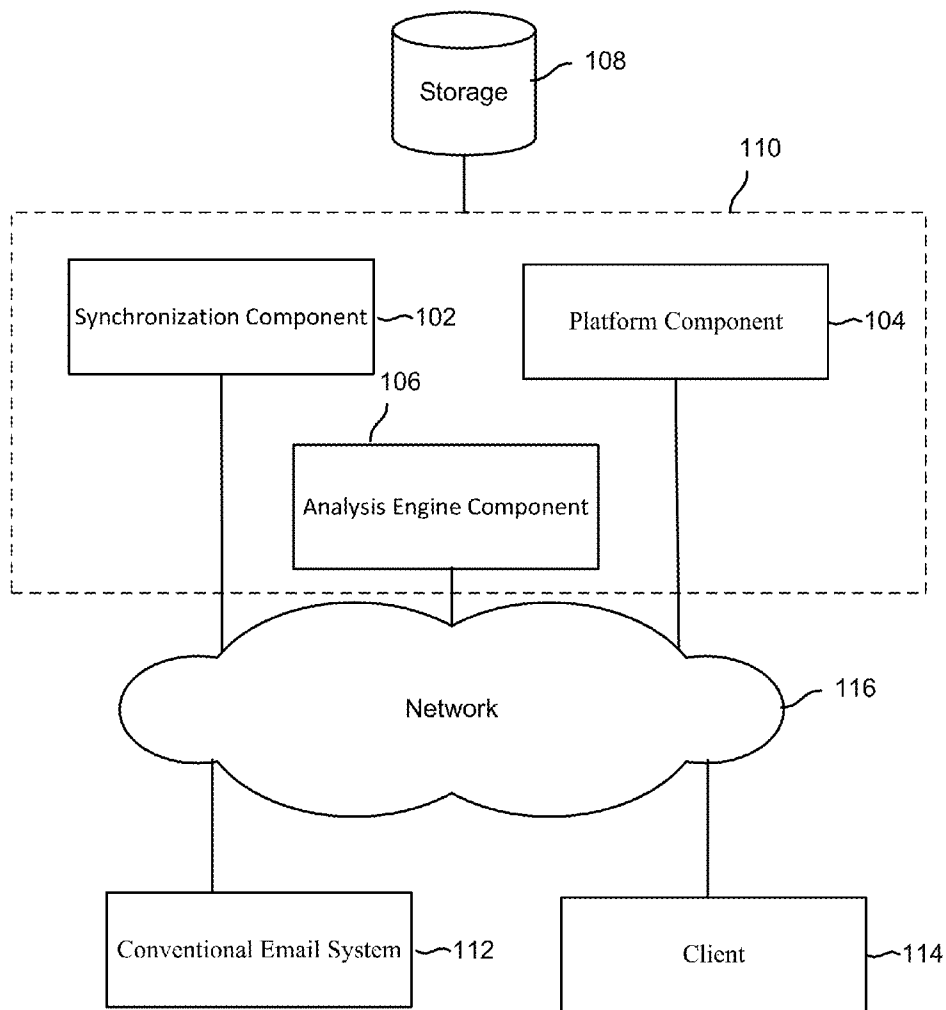 Storage
108
110
Synchronization Component
102
Platform Component
104
106
Analysis Engine Component
Network
116
Conventional Email System
112
Client
114